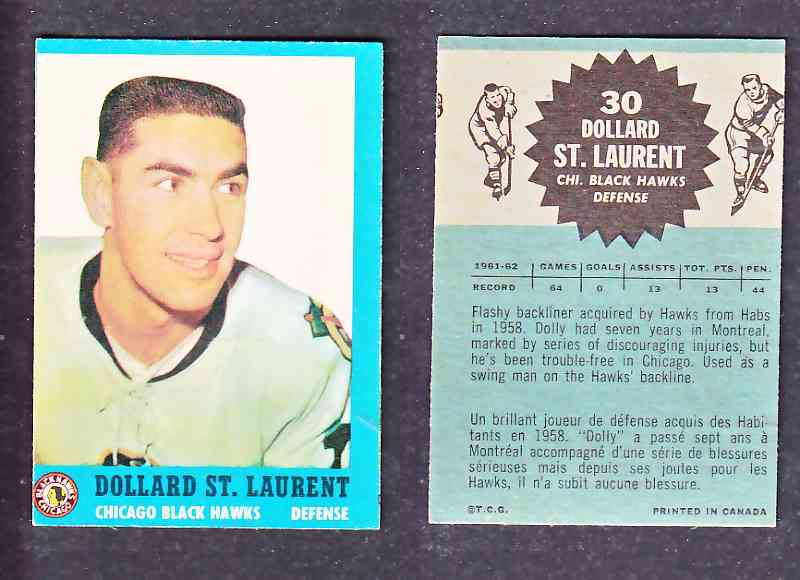 BLACK HAWKS
CHICAGO
DOLLARD ST. LAURENT
CHICAGO BLACK HAWKS DEFENSE
30
DOLLARD
ST. LAURENT
CHI. BLACK HAWKS
DEFENSE
1961-62 GAMES GOALS ASSISTS TOT. PTS. PEN.
RECORD 64 0 13 13 44
Flashy backliner acquired by Hawks from Habs
in 1958. Dolly had seven years in Montreal,
marked by series of discouraging injuries, but
he's been trouble-free in Chicago. Used as a
swing man on the Hawks' backline.
Un brillant joueur de défense acquis des Habi
tants en 1958. "Dolly" a passé sept ans à
Montréal accompagné d'une série de blessures
sérieuses mais depuis ses joutes pour les
Hawks, il n'a subit aucune blessure.
©T.C.G. PRINTED IN CANADA